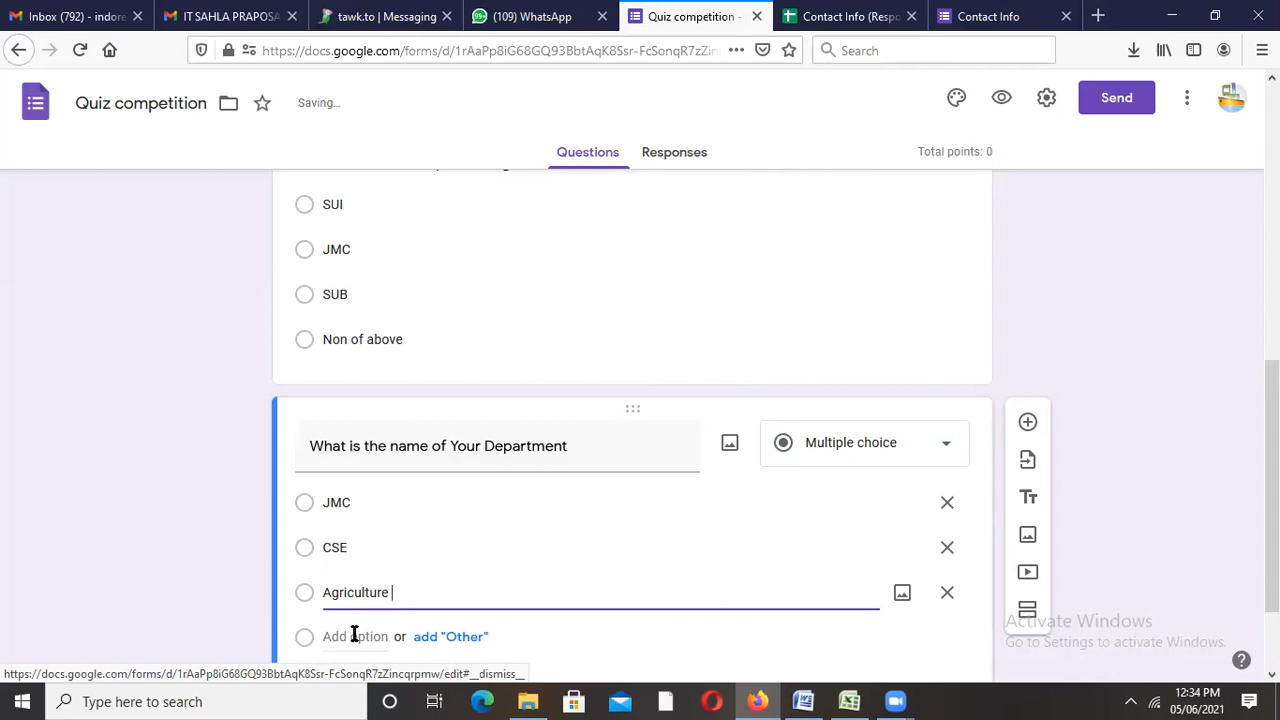 Inbox (792) - indore
IT SAHLA PRAPOSA
tawk.to | Messaging
99+
(109) WhatsApp
Quiz competition -
Contact Info (Respo
Contact Info
https://docs.google.com/forms/d/1rAaPp8iG68GQ93BbtAqK8Ssr-FcSonqR7zZinc
Search
Quiz competition
Saving...
Send
Questions
Responses
Total points: 0
SUI
JMC
SUB
Non of above
What is the name of Your Department
Multiple choice
JMC
CSE
Agriculture
Add option or add "Other"
Activate Windows
Go to Settings to activate Windows.
https://docs.google.com/forms/d/1rAaPp8iG68GQ93BbtAqK8Ssr-FcSonqR7zZincqrpmw/edit#__dismiss__
Type here to search
12:34 PM
05/06/2021